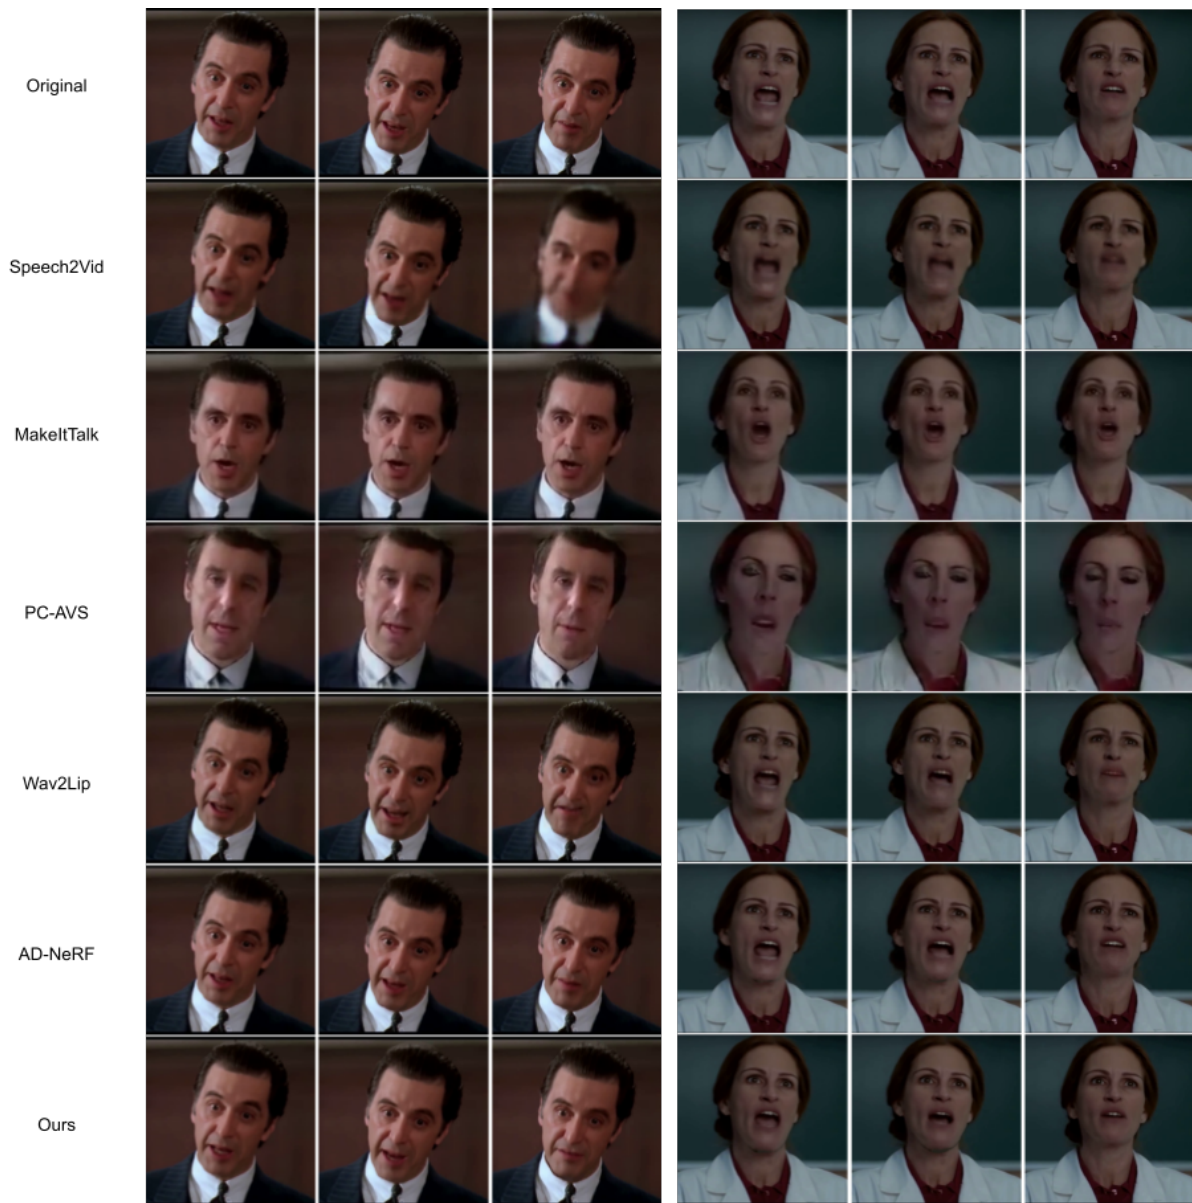 Original
Speech2Vid
MakeItTalk
PC-AVS
Wav2Lip
AD-NeRF
Ours